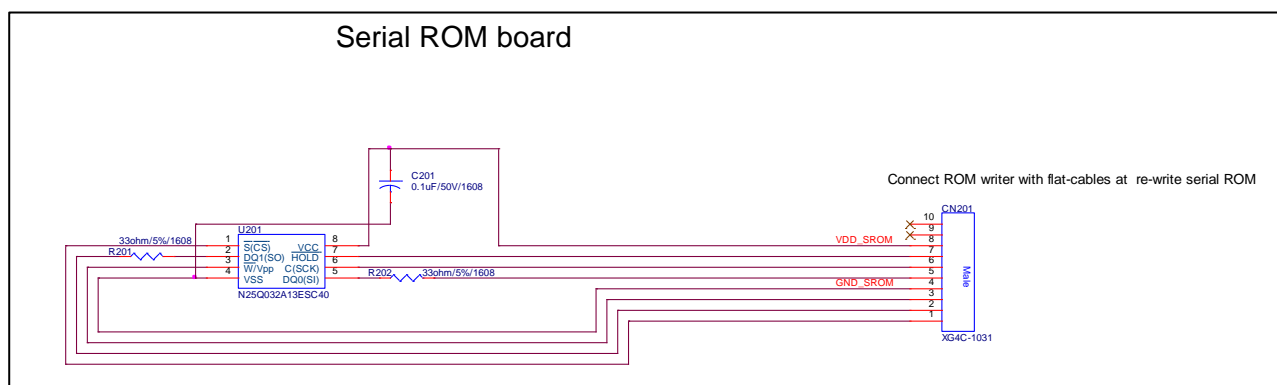 Serial ROM board
C201
0.1uF/50V/1608
Connect ROM writer with flat-cables at re-write serial ROM
CN201
10
9
8
7
6
5
4
3
2
1
VDD_SROM
GND_SROM
Male
XG4C-1031
U201
33ohm/5%/1608
R201
1
2
3
4
S(CS)
DQ1(SO)
W/Vpp
VSS
VCC
HOLD
C(SCK)
DQ0(SI)
8
7
6
5
R202
33ohm/5%/1608
N25Q032A13ESC40